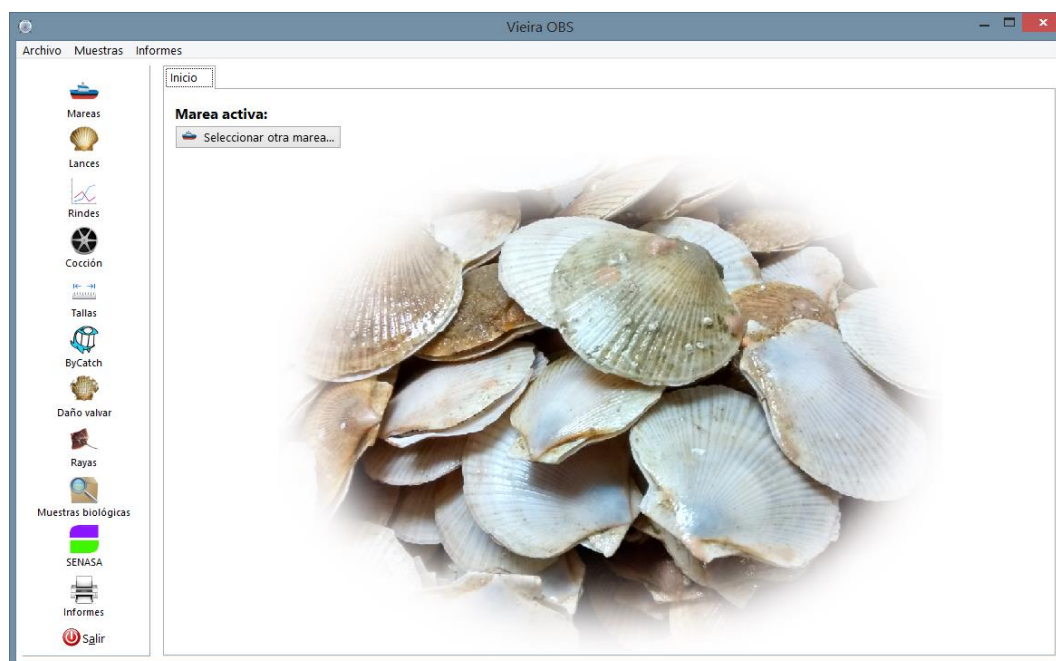 Vieira OBS
Archivo Muestras Informes
Inicio
Marea activa:
Seleccionar otra marea...
Mareas
Lances
Rindes
Cocción
Tallas
ByCatch
Daño valvar
Rayas
Muestras biológicas
SENASA
Informes
Salir